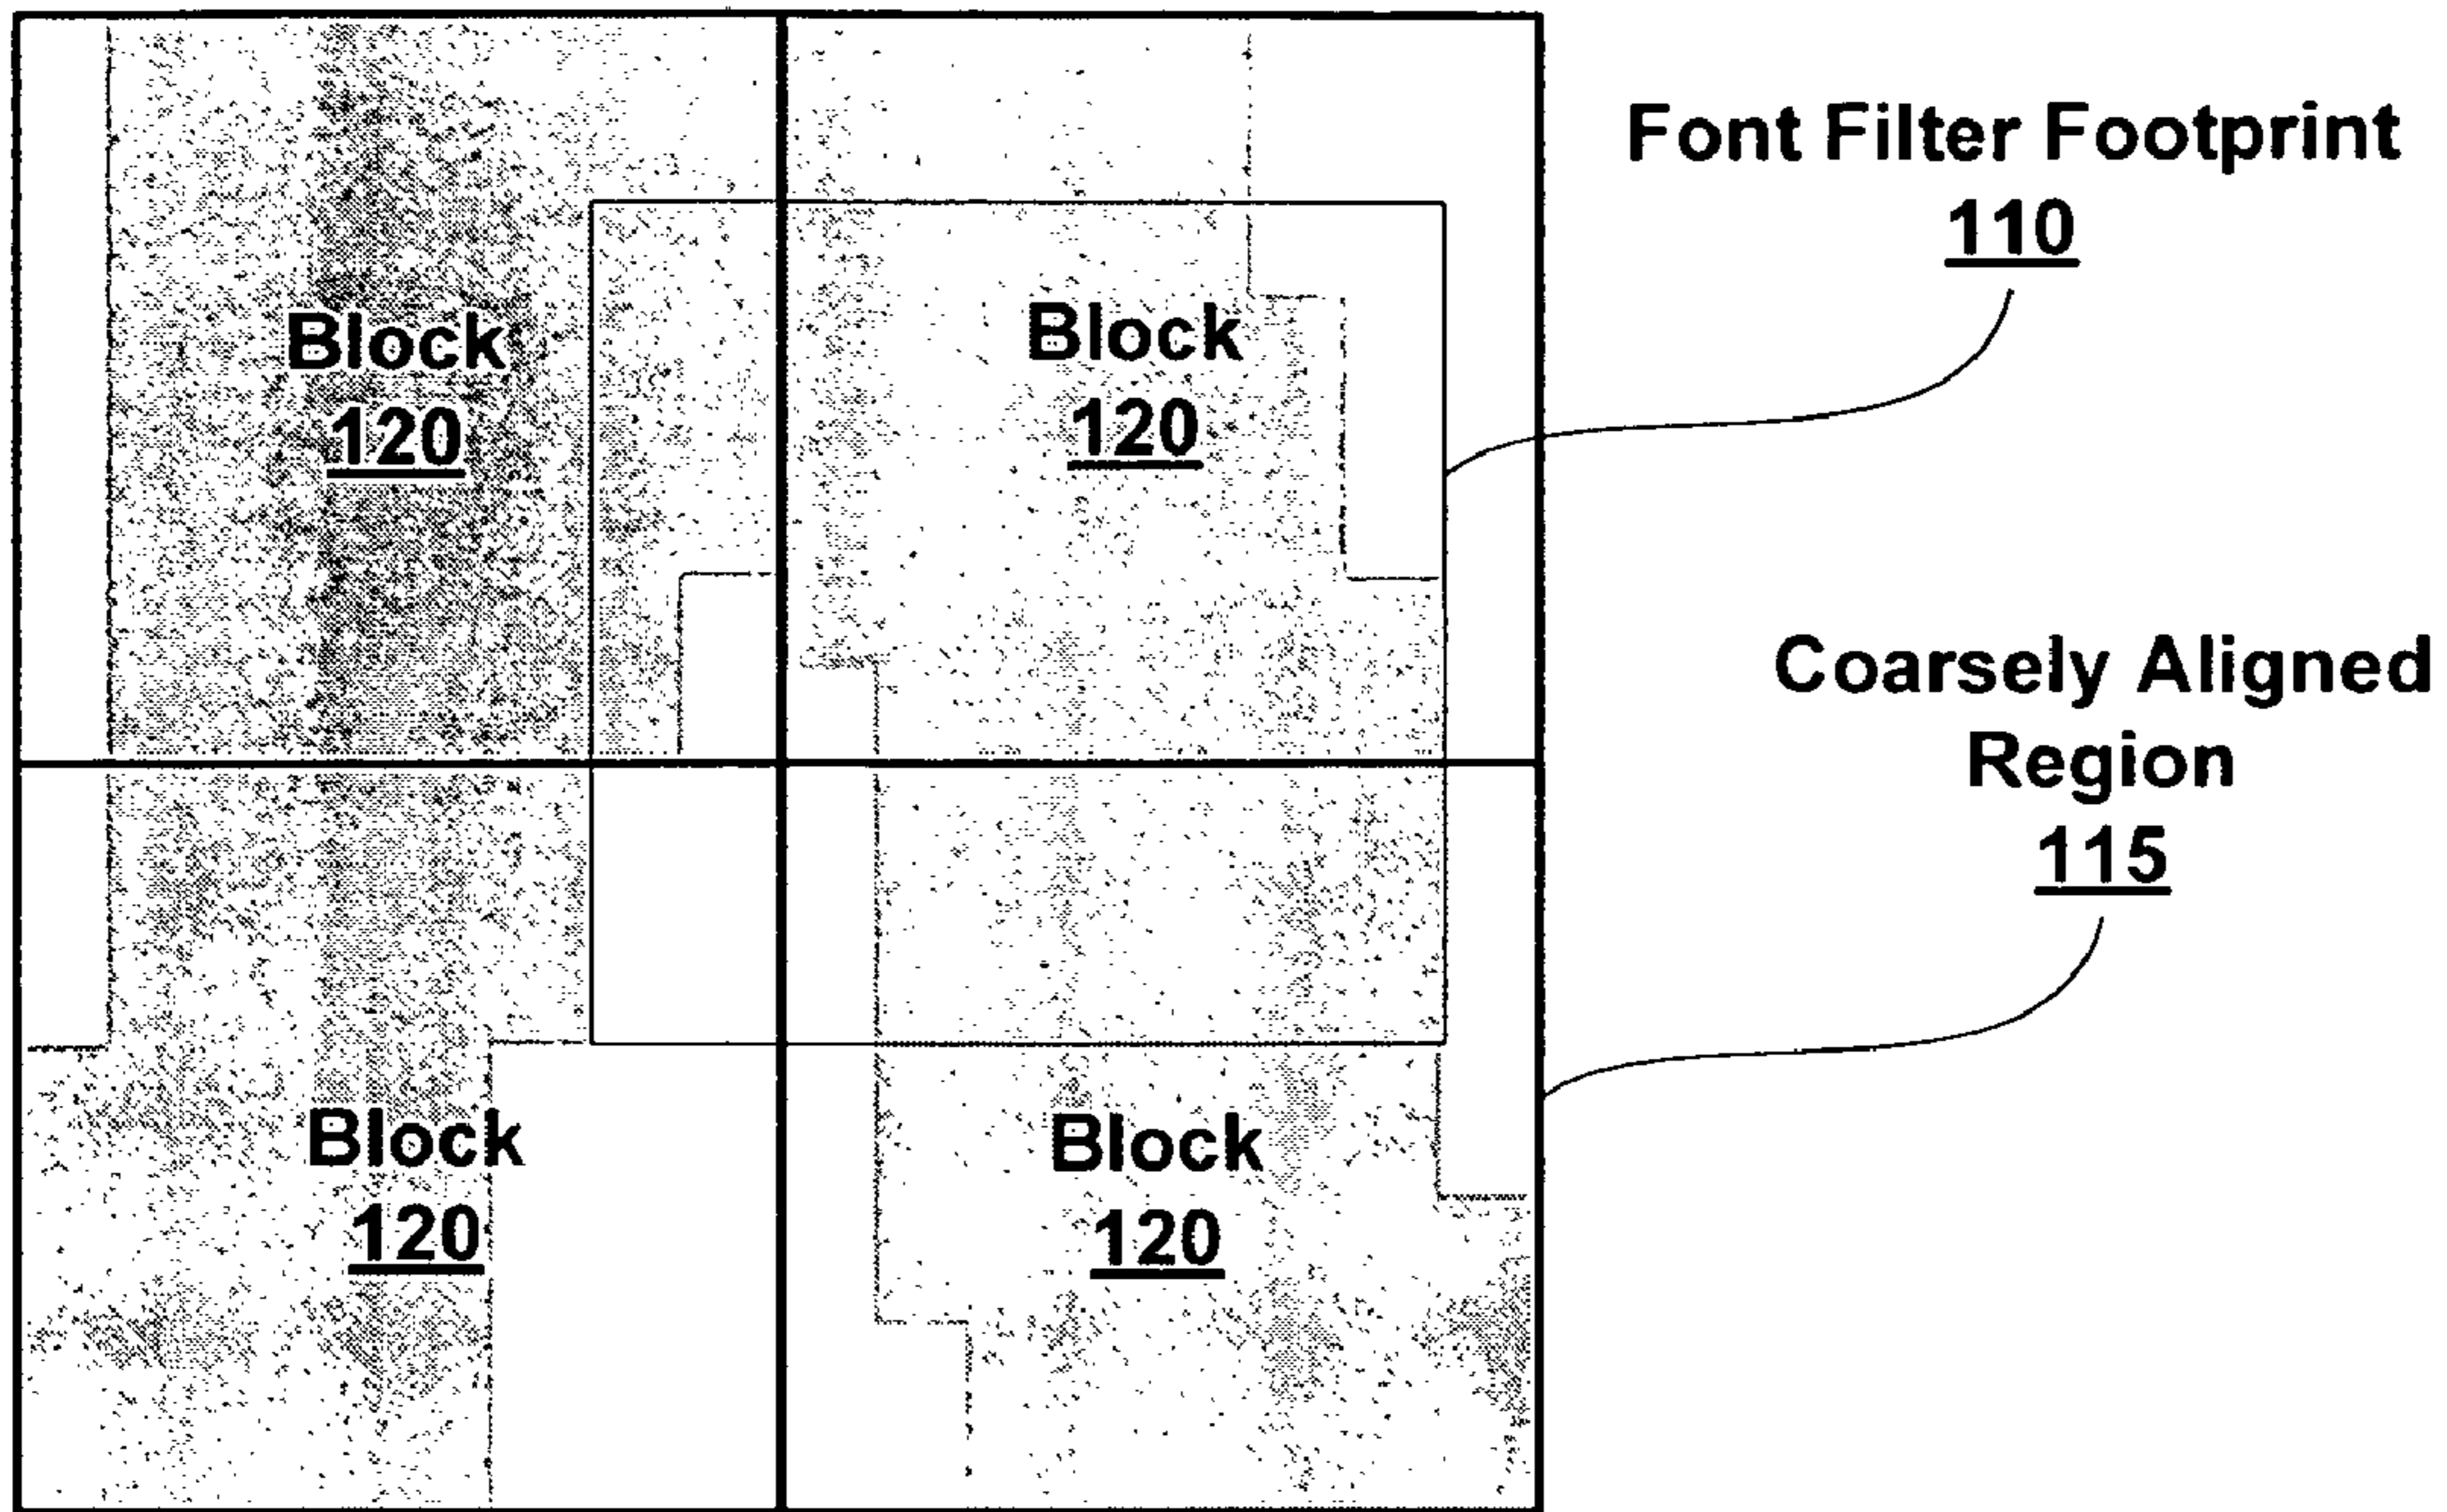 Font Filter Footprint
110
Block
120
Block
120
Coarsely Aligned
Region
115
Block
120
Block
120